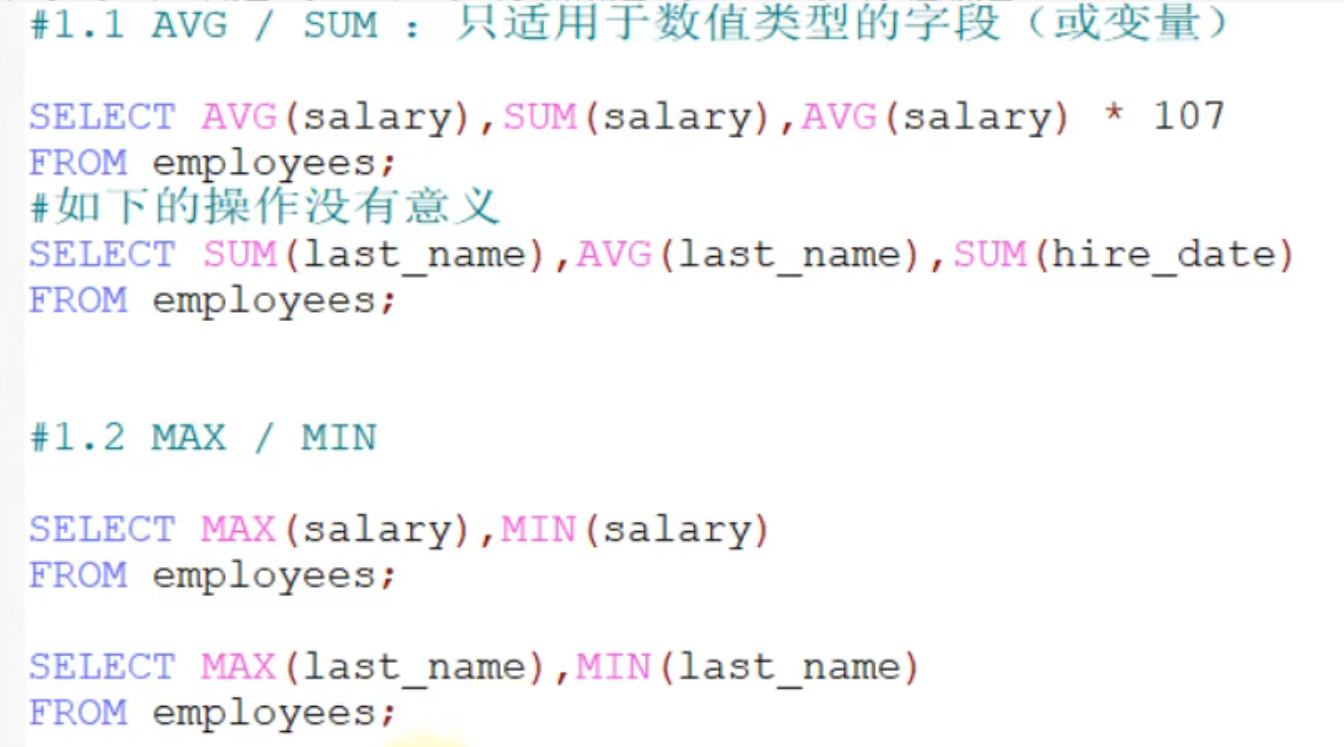 #1.1 AVG / SUM ：只适用于数值类型的字段（或变量）
SELECT AVG(salary),SUM(salary),AVG(salary) * 107
FROM employees;
#如下的操作没有意义
SELECT SUM(last_name),AVG(last_name),SUM(hire_date)
FROM employees;
#1.2 MAX / MIN
SELECT MAX(salary),MIN(salary)
FROM employees;
SELECT MAX(last_name),MIN(last_name)
FROM employees;